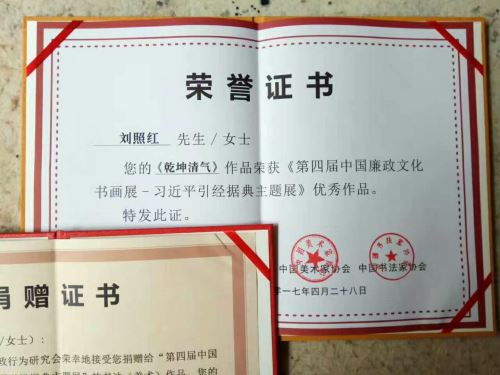 荣誉证书
刘照红 先生/女士
您的《乾坤清气》作品荣获《第四届中国廉政文化
书画展-习近平引经据典主题展》优秀作品。
特发此证。
中国美术家协会 中国书法家协会
一七年四月二十八日
捐赠证书
/女士）：
政行为研究会荣幸地接受您捐赠给“第四届中国